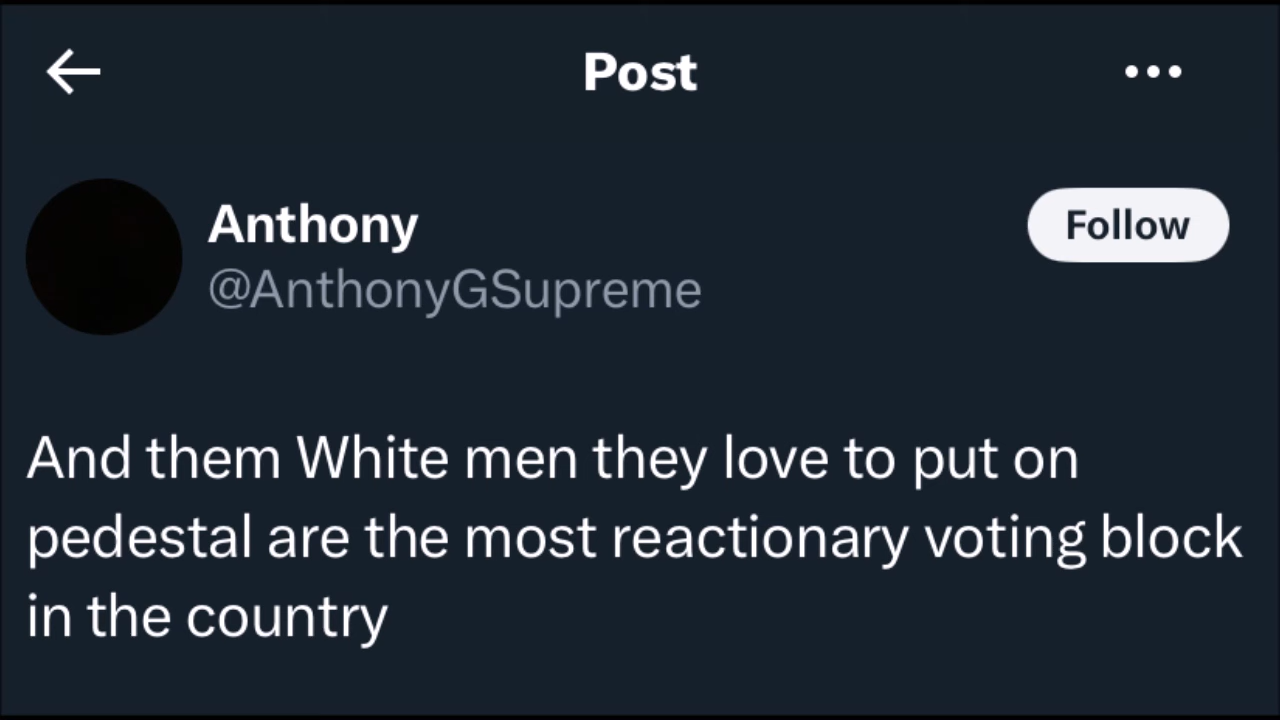 Post
Anthony
Follow
@AnthonyGSupreme
And them White men they love to put on
pedestal are the most reactionary voting block
in the country